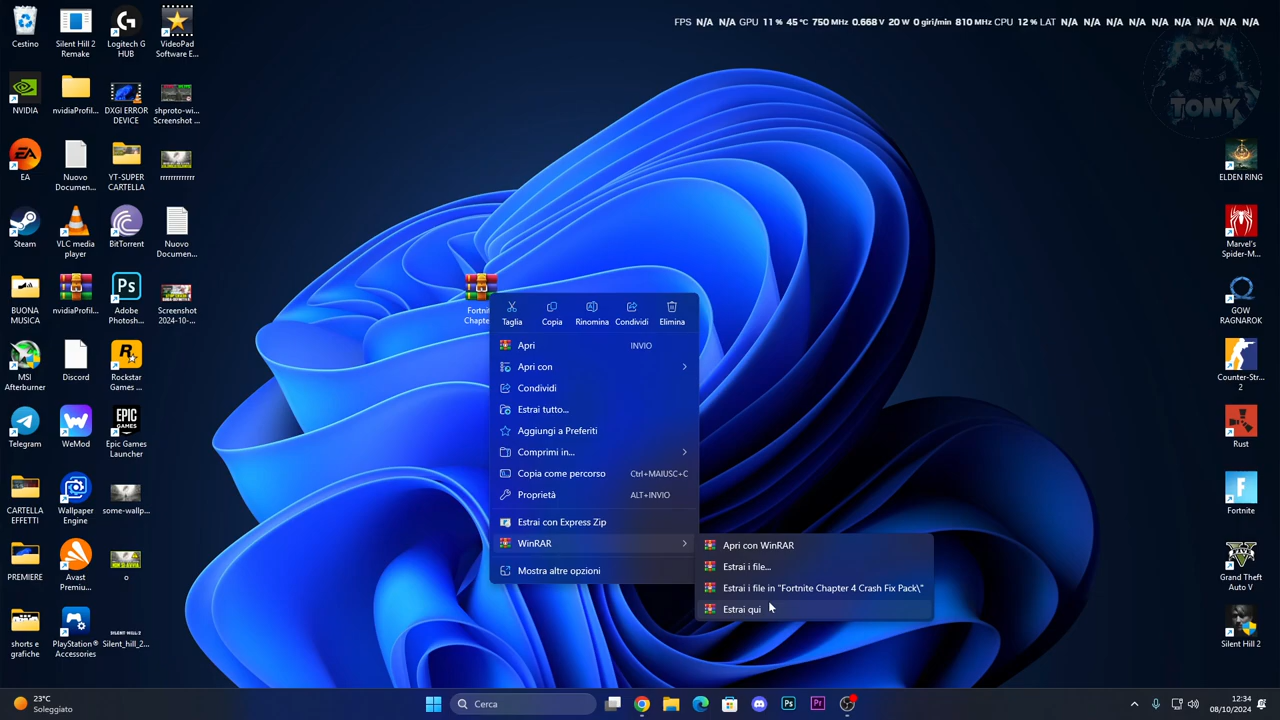 FPS N/A N/A GPU 11 % 45 °C 750 MHz 0.668 V 20 W 0 giri/min 810 MHz CPU 12 % LAT N/A N/A N/A N/A N/A N/A N/A N/A N/A
TONY
Cestino
Silent Hill 2
Remake
Logitech G
HUB
VideoPad
Software E...
NVIDIA
nvidiaProfil...
DXGI ERROR
DEVICE
shproto-wi...
Screenshot ...
EA
Nuovo
Documen...
YT-SUPER
CARTELLA
rrrrrrrrrrrrr
ELDEN RING
Steam
VLC media
player
BitTorrent
Nuovo
Documen...
Marvel's
Spider-M...
BUONA
MUSICA
nvidiaProfil...
Adobe
Photosh...
Screenshot
2024-10-...
Fortni
Chapte
GOW
RAGNAROK
MSI
Afterburner
Discord
Rockstar
Games ...
Counter-Str...
2
Telegram
WeMod
Epic Games
Launcher
Rust
CARTELLA
EFFETTI
Wallpaper
Engine
some-wallp...
Fortnite
PREMIERE
Avast
Premiu...
o
Grand Theft
Auto V
shorts e
grafiche
PlayStation®
Accessories
SILENT HILL 2
Silent_hill_2...
Silent Hill 2
Taglia
Copia
Rinomina
Condividi
Elimina
Apri INVIO
Apri con
Condividi
Estrai tutto...
Aggiungi a Preferiti
Comprimi in...
Copia come percorso Ctrl+MAIUSC+C
Proprietà ALT+INVIO
Estrai con Express Zip
WinRAR
Mostra altre opzioni
Apri con WinRAR
Estrai i file...
Estrai i file in "Fortnite Chapter 4 Crash Fix Pack\"
Estrai qui
23°C
Soleggiato
Cerca
12:34
08/10/2024